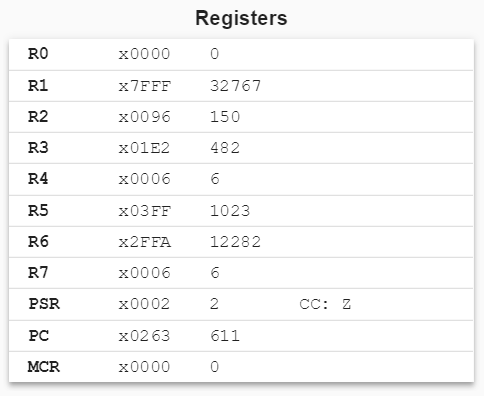 Registers
R0 x0000 0
R1 x7FFF 32767
R2 x0096 150
R3 x01E2 482
R4 x0006 6
R5 x03FF 1023
R6 x2FFA 12282
R7 x0006 6
PSR x0002 2 CC: Z
PC x0263 611
MCR x0000 0